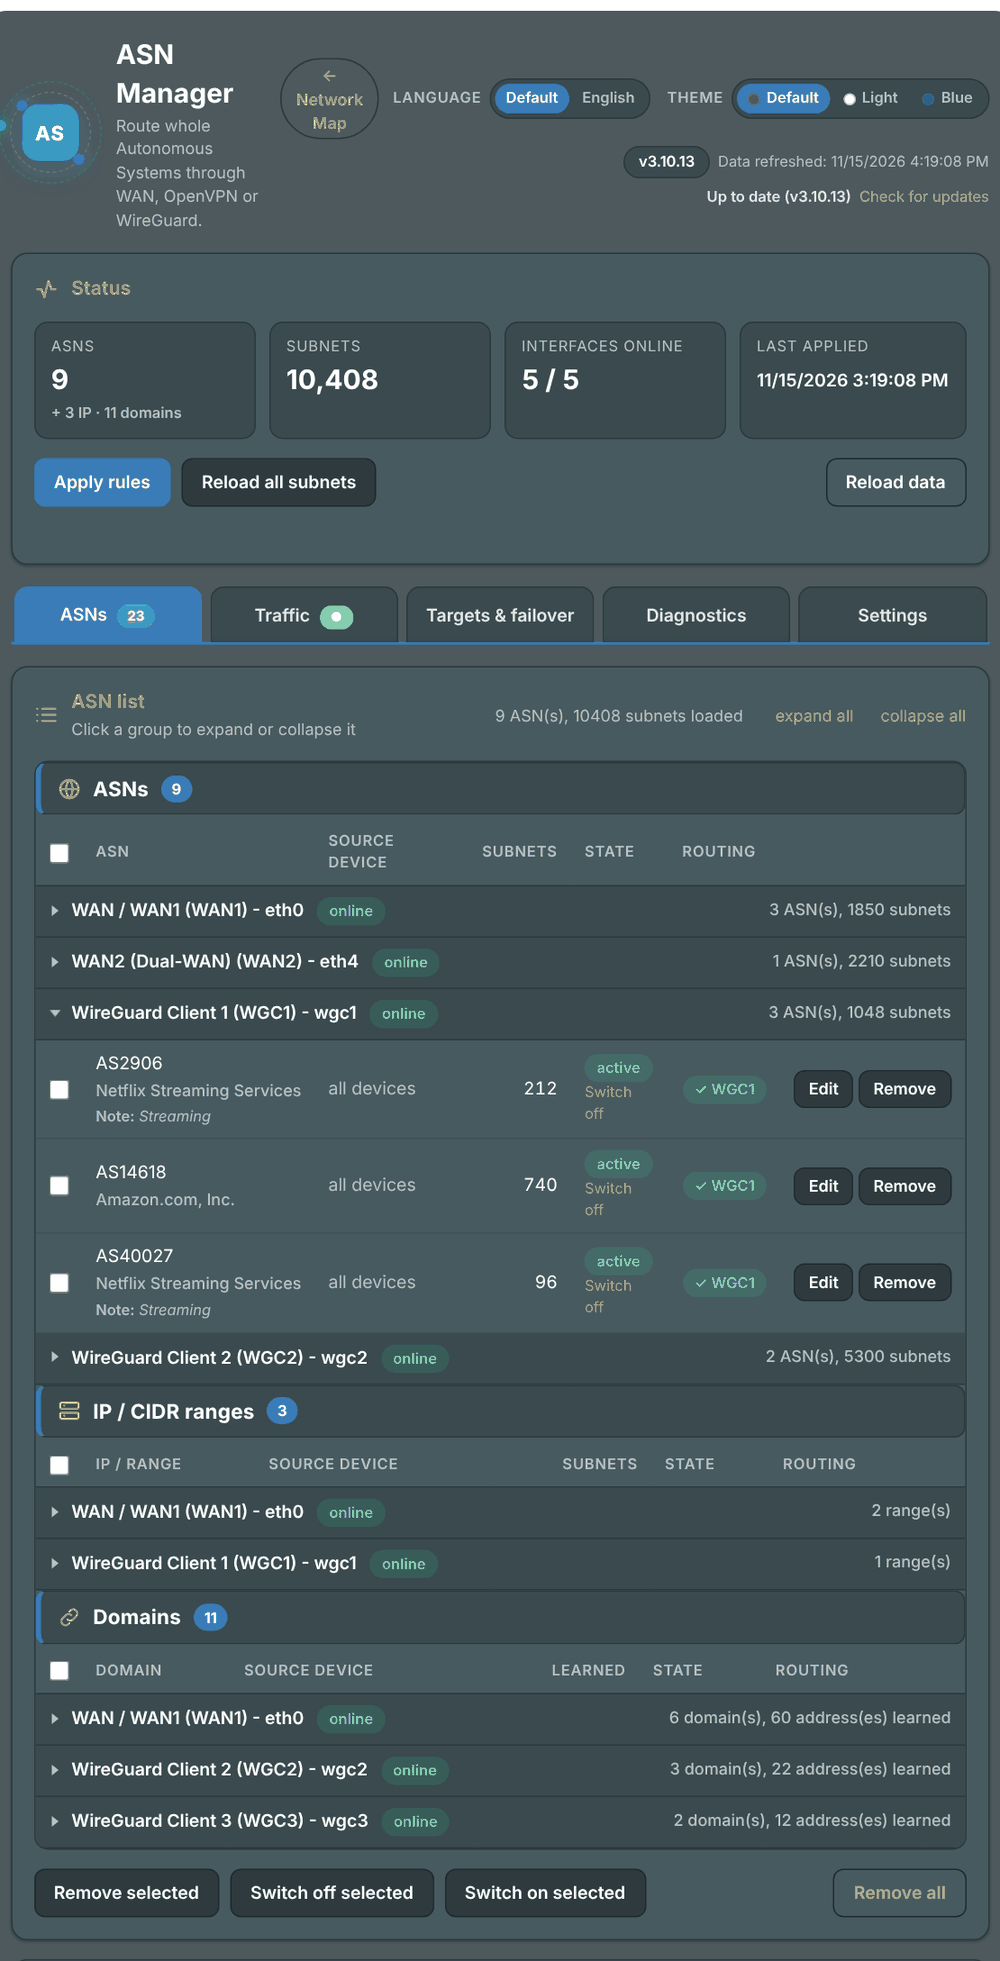 ASN
Manager
Route whole
Autonomous
Systems through
WAN, OpenVPN or
WireGuard.
AS
←
Network
Map
LANGUAGE Default English THEME Default Light Blue
v3.10.13 Data refreshed: 11/15/2026 4:19:08 PM
Up to date (v3.10.13) Check for updates
Status
ASNS
9
+ 3 IP · 11 domains
SUBNETS
10,408
INTERFACES ONLINE
5 / 5
LAST APPLIED
11/15/2026 3:19:08 PM
Apply rules Reload all subnets Reload data
ASNs 23 Traffic Targets & failover Diagnostics Settings
ASN list
Click a group to expand or collapse it
9 ASN(s), 10408 subnets loaded expand all collapse all
ASNs 9
ASN SOURCE DEVICE SUBNETS STATE ROUTING
WAN / WAN1 (WAN1) - eth0 online 3 ASN(s), 1850 subnets
WAN2 (Dual-WAN) (WAN2) - eth4 online 1 ASN(s), 2210 subnets
WireGuard Client 1 (WGC1) - wgc1 online 3 ASN(s), 1048 subnets
AS2906
Netflix Streaming Services
Note: Streaming
all devices 212
active
Switch
off
✓ WGC1 Edit Remove
AS14618
Amazon.com, Inc.
all devices 740
active
Switch
off
✓ WGC1 Edit Remove
AS40027
Netflix Streaming Services
Note: Streaming
all devices 96
active
Switch
off
✓ WGC1 Edit Remove
WireGuard Client 2 (WGC2) - wgc2 online 2 ASN(s), 5300 subnets
IP / CIDR ranges 3
IP / RANGE SOURCE DEVICE SUBNETS STATE ROUTING
WAN / WAN1 (WAN1) - eth0 online 2 range(s)
WireGuard Client 1 (WGC1) - wgc1 online 1 range(s)
Domains 11
DOMAIN SOURCE DEVICE LEARNED STATE ROUTING
WAN / WAN1 (WAN1) - eth0 online 6 domain(s), 60 address(es) learned
WireGuard Client 2 (WGC2) - wgc2 online 3 domain(s), 22 address(es) learned
WireGuard Client 3 (WGC3) - wgc3 online 2 domain(s), 12 address(es) learned
Remove selected Switch off selected Switch on selected Remove all